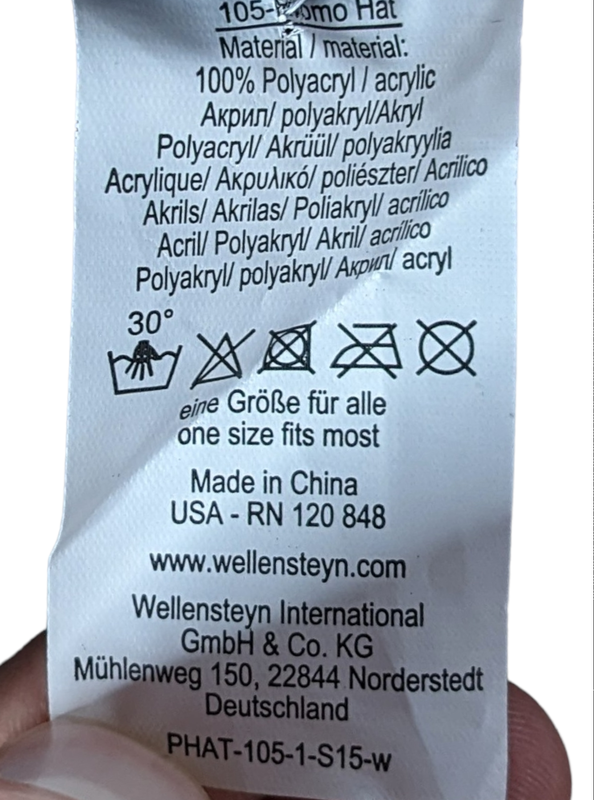 105- Hat
Material / material:
100% Polyacryl / acrylic
Акрил/ polyakryl/Akryl
Polyacryl/ Akrüül/ polyakryylia
Acrylique/ Ακρυλικό/ poliészter/ Acrilico
Akrils/ Akrilas/ Poliakryl/ acrílico
Acril/ Polyakryl/ Akril/ acrílico
Polyakryl/ polyakryl/ Акрил/ acryl
30°
eine Größe für alle
one size fits most
Made in China
USA - RN 120 848
www.wellensteyn.com
Wellensteyn International
GmbH & Co. KG
Mühlenweg 150, 22844 Norderstedt
Deutschland
PHAT-105-1-S15-w